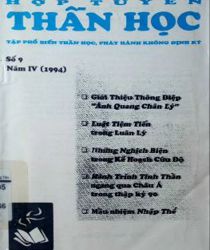 HỢP TUYỂN
THẦN HỌC
TẬP PHỔ BIẾN THẦN HỌC, PHÁT HÀNH KHÔNG ĐỊNH KỲ
Số 9
Năm IV (1994)
Giới Thiệu Thông Điệp
"Ánh Quang Chân Lý"
Luật Tiệm Tiến
trong Luân Lý
Những Nghịch Biện
trong Kế Hoạch Cứu Độ
Hành Trình Tinh Thần
ngang qua Châu Á
trong thập kỷ 90
Mầu nhiệm Nhập Thể